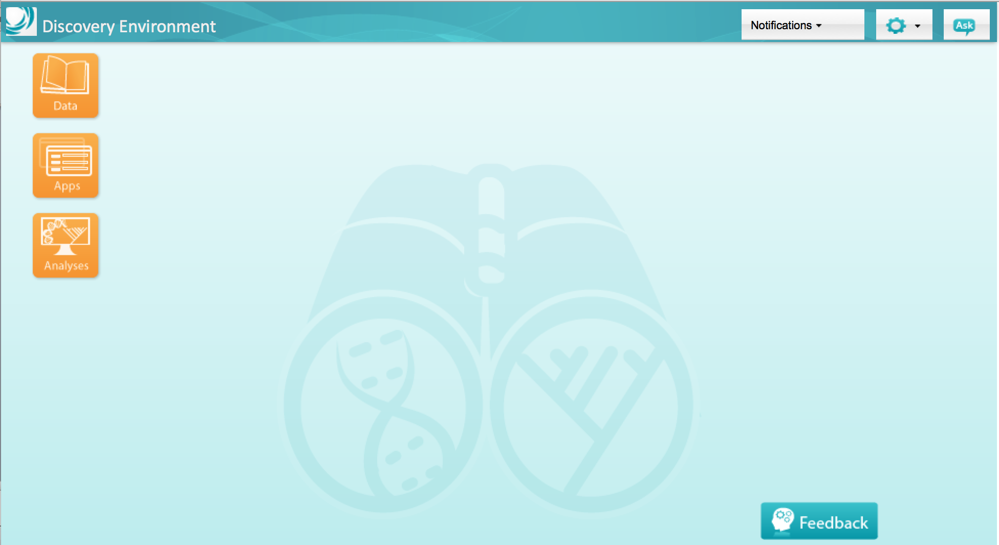 Discovery Environment
Notifications
Ask
Data
Apps
Analyses
Feedback